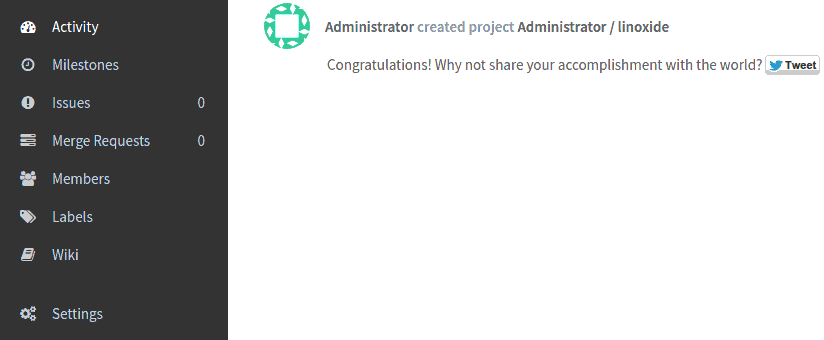 Activity
Milestones
Issues 0
Merge Requests 0
Members
Labels
Wiki
Settings
Administrator created project Administrator / linoxide
Congratulations! Why not share your accomplishment with the world? Tweet